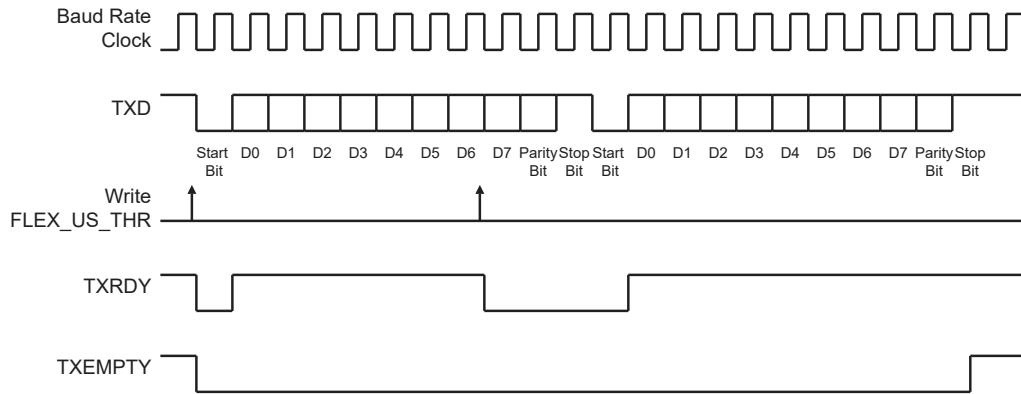 Baud Rate
Clock
TXD
Start D0 D1 D2 D3 D4 D5 D6 D7 Parity Stop Start D0 D1 D2 D3 D4 D5 D6 D7 Parity Stop
Bit Bit Bit Bit Bit Bit
Write
FLEX_US_THR
TXRDY
TXEMPTY